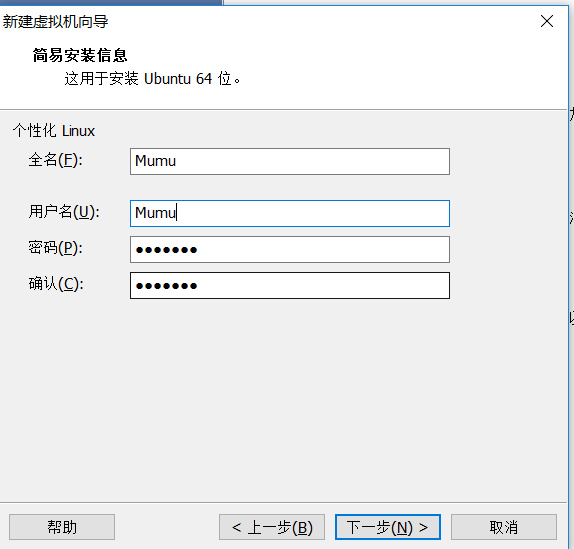 新建虚拟机向导
简易安装信息
这用于安装 Ubuntu 64 位。
个性化 Linux
全名(F): Mumu
用户名(U): Mumu
密码(P): ●●●●●●●
确认(C): ●●●●●●●
帮助 < 上一步(B) 下一步(N) > 取消